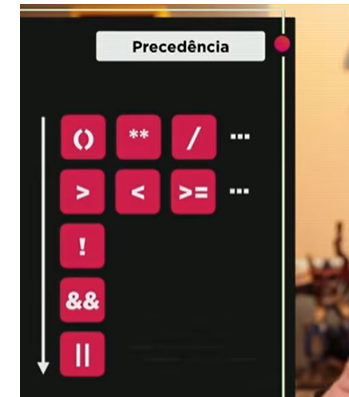 Precedência
() ** / ...
> < >= ...
!
&&
||